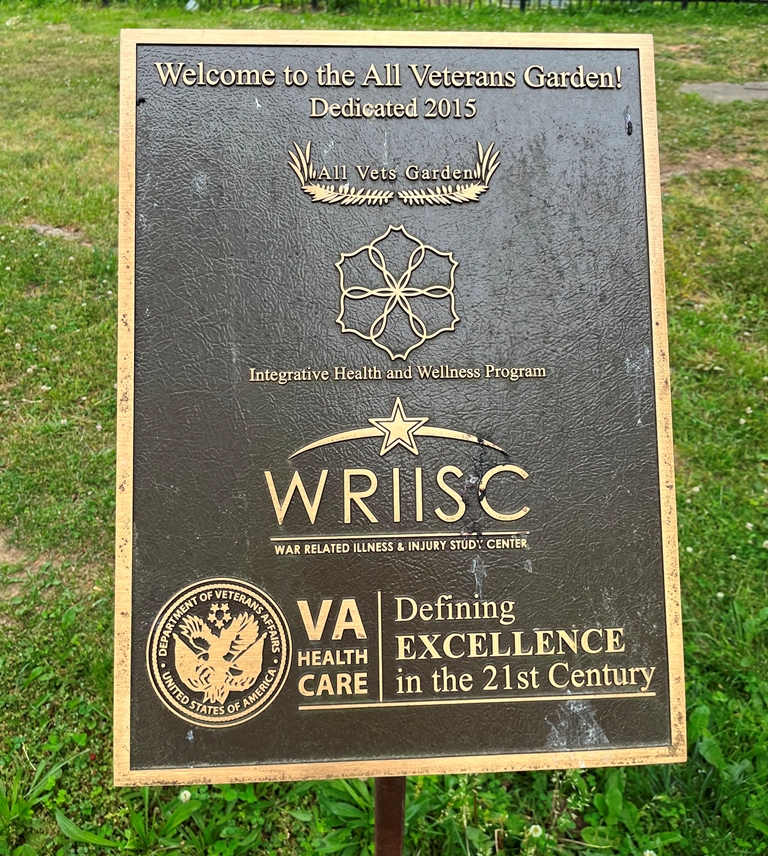 Welcome to the All Veterans Garden!
Dedicated 2015
All Vets Garden
Integrative Health and Wellness Program
WRIISC
WAR RELATED ILLNESS & INJURY STUDY CENTER
DEPARTMENT OF VETERANS AFFAIRS
UNITED STATES OF AMERICA
VA
HEALTH
CARE
Defining
EXCELLENCE
in the 21st Century